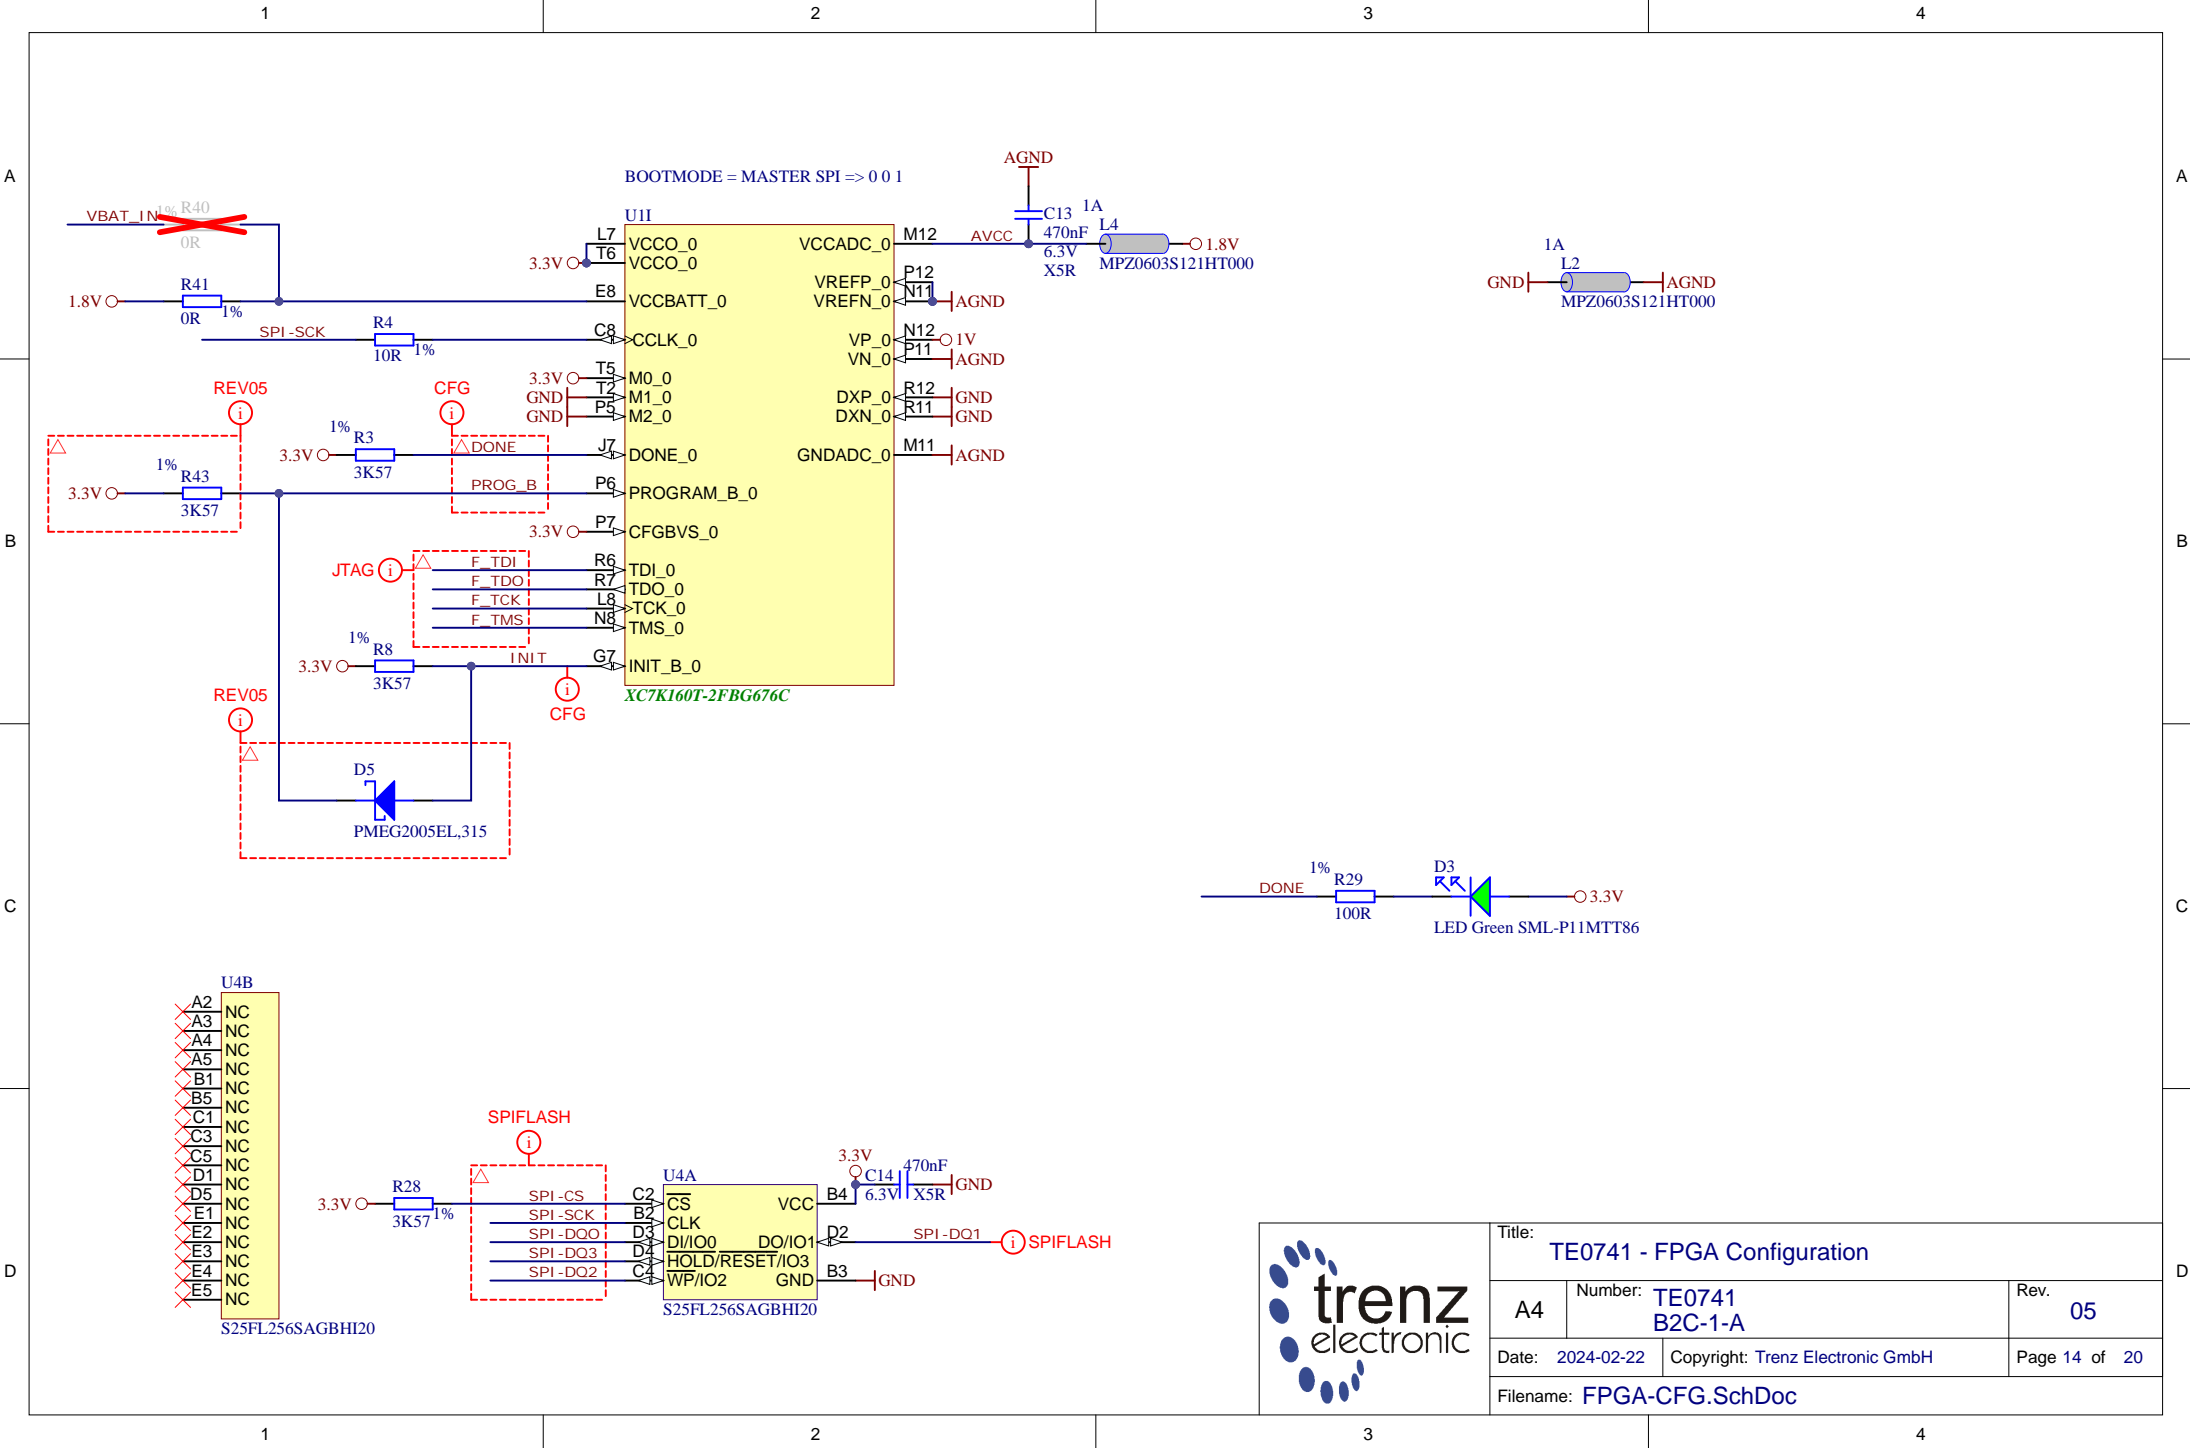 1 2 3 4
A A
B B
C C
D D
1 2 3 4
BOOTMODE = MASTER SPI => 0 0 1
VBAT_IN 1% R40
0R
1.8V R41
0R 1%
SPI-SCK R4
10R 1%
U1I
L7 VCCO_0
3.3V T6 VCCO_0
E8 VCCBATT_0
C8 CCLK_0
3.3V T5 M0_0
GND T2 M1_0
GND P5 M2_0
J7 DONE_0
P6 PROGRAM_B_0
3.3V P7 CFGBVS_0
R6 TDI_0
R7 TDO_0
L8 TCK_0
N8 TMS_0
G7 INIT_B_0
XC7K160T-2FBG676C
VCCADC_0 M12 AVCC
VREFP_0 P12
VREFN_0 N11 AGND
VP_0 N12 1V
VN_0 P11 AGND
DXP_0 R12 GND
DXN_0 R11 GND
GNDADC_0 M11 AGND
AGND
C13
470nF
6.3V
X5R
1A
L4
1.8V
MPZ0603S121HT000
1A
L2
GND AGND
MPZ0603S121HT000
REV05
1%
R43
3.3V
3K57
CFG
1%
R3
3.3V
3K57
DONE
PROG_B
JTAG
F_TDI
F_TDO
F_TCK
F_TMS
1%
R8
3.3V
3K57
INIT
CFG
REV05
D5
PMEG2005EL,315
DONE
1%
R29
100R
D3
3.3V
LED Green SML-P11MTT86
U4B
A2 NC
A3 NC
A4 NC
A5 NC
B1 NC
B5 NC
C1 NC
C3 NC
C5 NC
D1 NC
D5 NC
E1 NC
E2 NC
E3 NC
E4 NC
E5 NC
S25FL256SAGBHI20
SPIFLASH
3.3V R28
3K57 1%
U4A
SPI-CS C2 CS
SPI-SCK B2 CLK
SPI-DQ0 D3 DI/IO0
SPI-DQ3 D4 HOLD/RESET/IO3
SPI-DQ2 C4 WP/IO2
VCC B4
DO/IO1 D2 SPI-DQ1 SPIFLASH
GND B3 GND
S25FL256SAGBHI20
3.3V
C14 470nF
6.3V X5R
GND
trenz
electronic
Title:
TE0741 - FPGA Configuration
A4
Number: TE0741
B2C-1-A
Rev.
05
Date: 2024-02-22
Copyright: Trenz Electronic GmbH
Page 14 of 20
Filename: FPGA-CFG.SchDoc